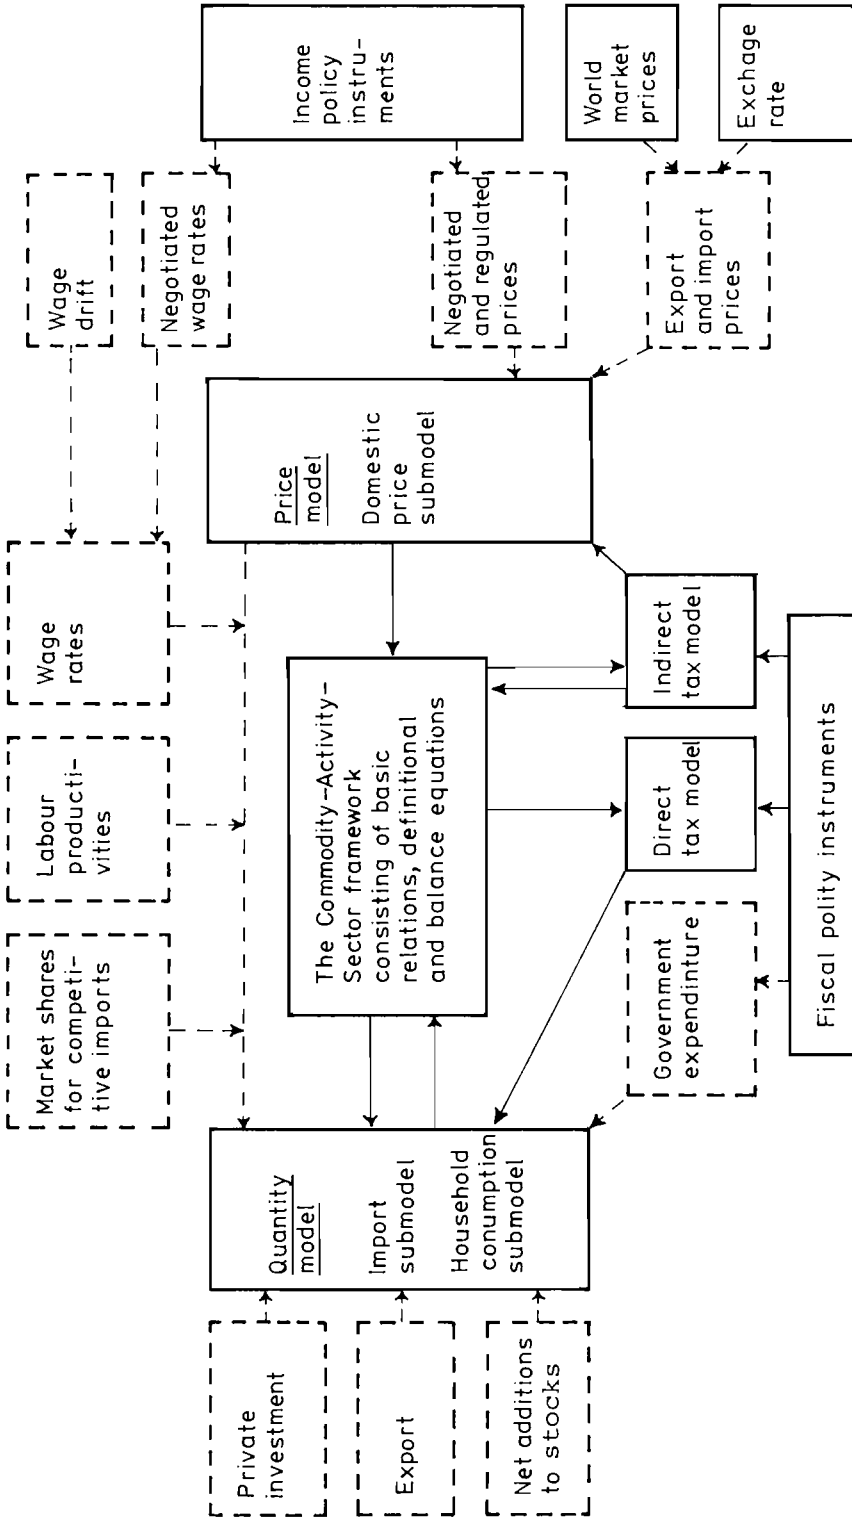 Market shares
for competi–
tive imports
Labour
producti–
vities
Wage
rates
Wage
drift
Negotiated
wage rates
Private
investment
Export
Net additions
to stocks
Quantity
model
Import
submodel
Household
conumption
submodel
The Commodity–Activity–
Sector framework
consisting of basic
relations, definitional
and balance equations
Price
model
Domestic
price
submodel
Negotiated
and regulated
prices
Export
and import
prices
Income
policy
instru–
ments
World
market
prices
Exchage
rate
Government
expendinture
Direct
tax model
Indirect
tax model
Fiscal polity instruments